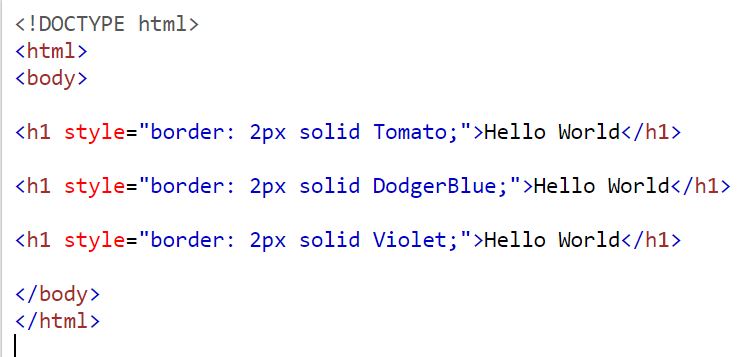 <!DOCTYPE html>
<html>
<body>
<h1 style="border: 2px solid Tomato;">Hello World</h1>
<h1 style="border: 2px solid DodgerBlue;">Hello World</h1>
<h1 style="border: 2px solid Violet;">Hello World</h1>
</body>
</html>